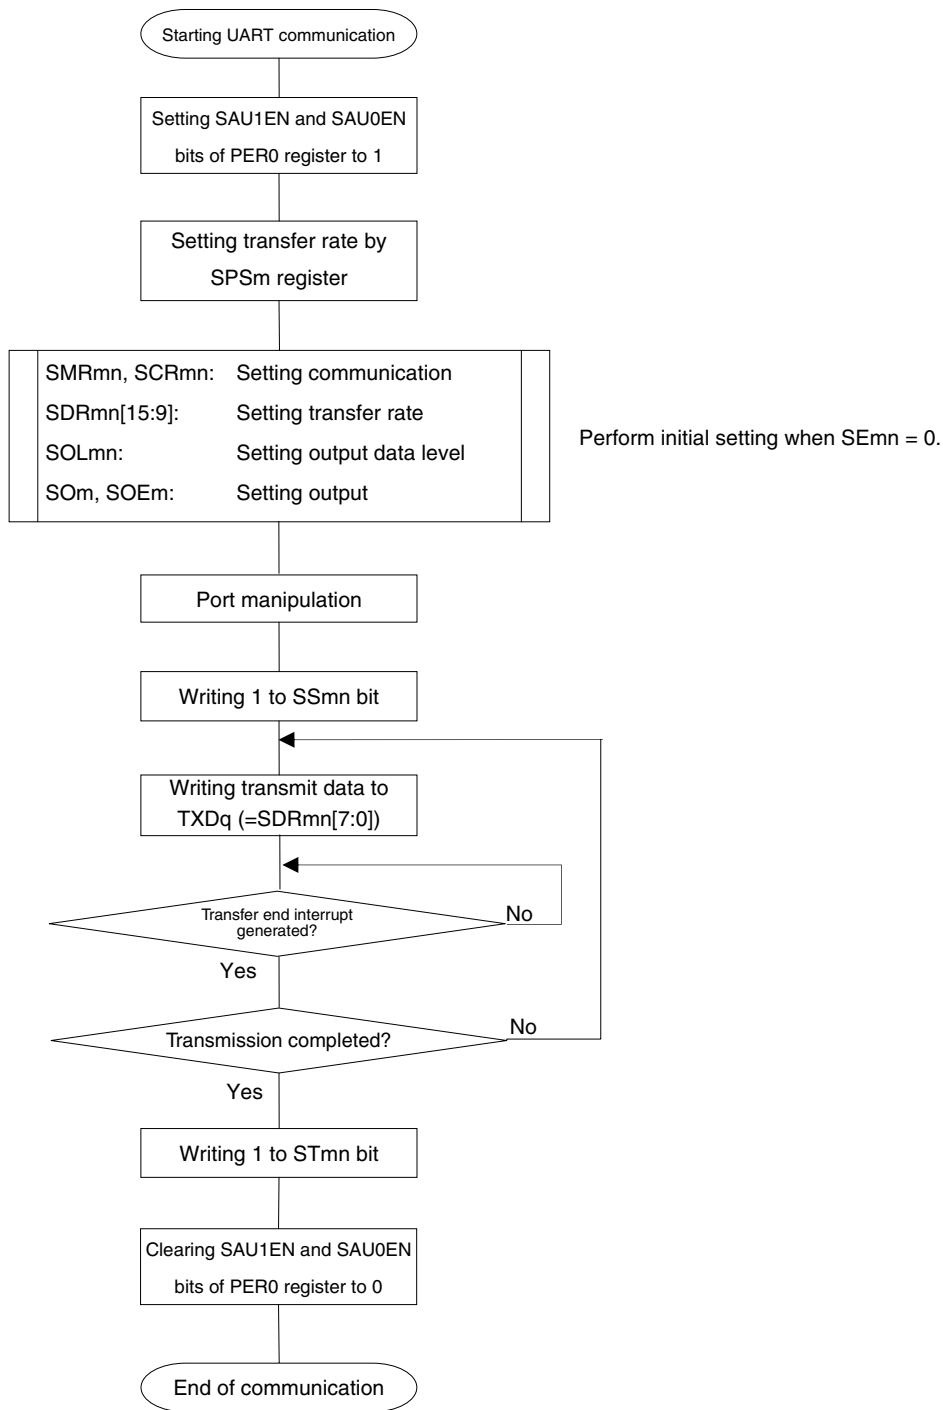 Starting UART communication
Setting SAU1EN and SAU0EN
bits of PER0 register to 1
Setting transfer rate by
SPSm register
SMRmn, SCRmn: Setting communication
SDRmn[15:9]: Setting transfer rate
SOLmn: Setting output data level
SOm, SOEm: Setting output
Perform initial setting when SEmn = 0.
Port manipulation
Writing 1 to SSmn bit
Writing transmit data to
TXDq (=SDRmn[7:0])
Transfer end interrupt
generated?
No
Yes
Transmission completed?
No
Yes
Writing 1 to STmn bit
Clearing SAU1EN and SAU0EN
bits of PER0 register to 0
End of communication